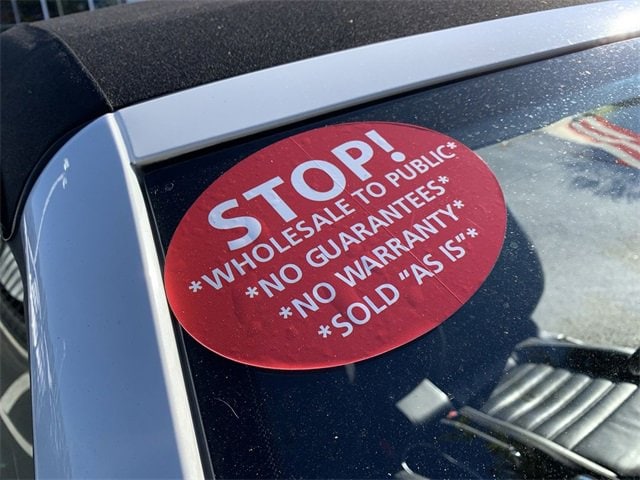 STOP!
*WHOLESALE TO PUBLIC*
*NO GUARANTEES*
*NO WARRANTY*
*SOLD “AS IS”*